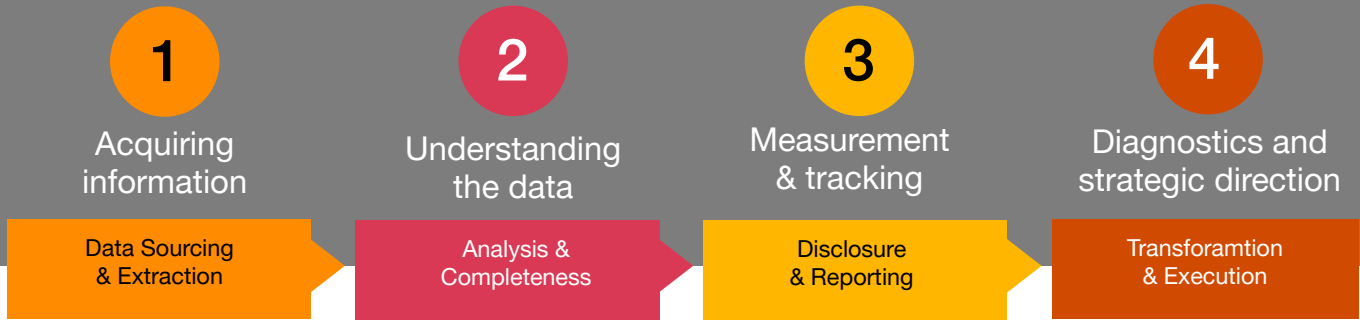 1
Acquiring
information
Data Sourcing
& Extraction
2
Understanding
the data
Analysis &
Completeness
3
Measurement
& tracking
Disclosure
& Reporting
4
Diagnostics and
strategic direction
Transforamtion
& Execution